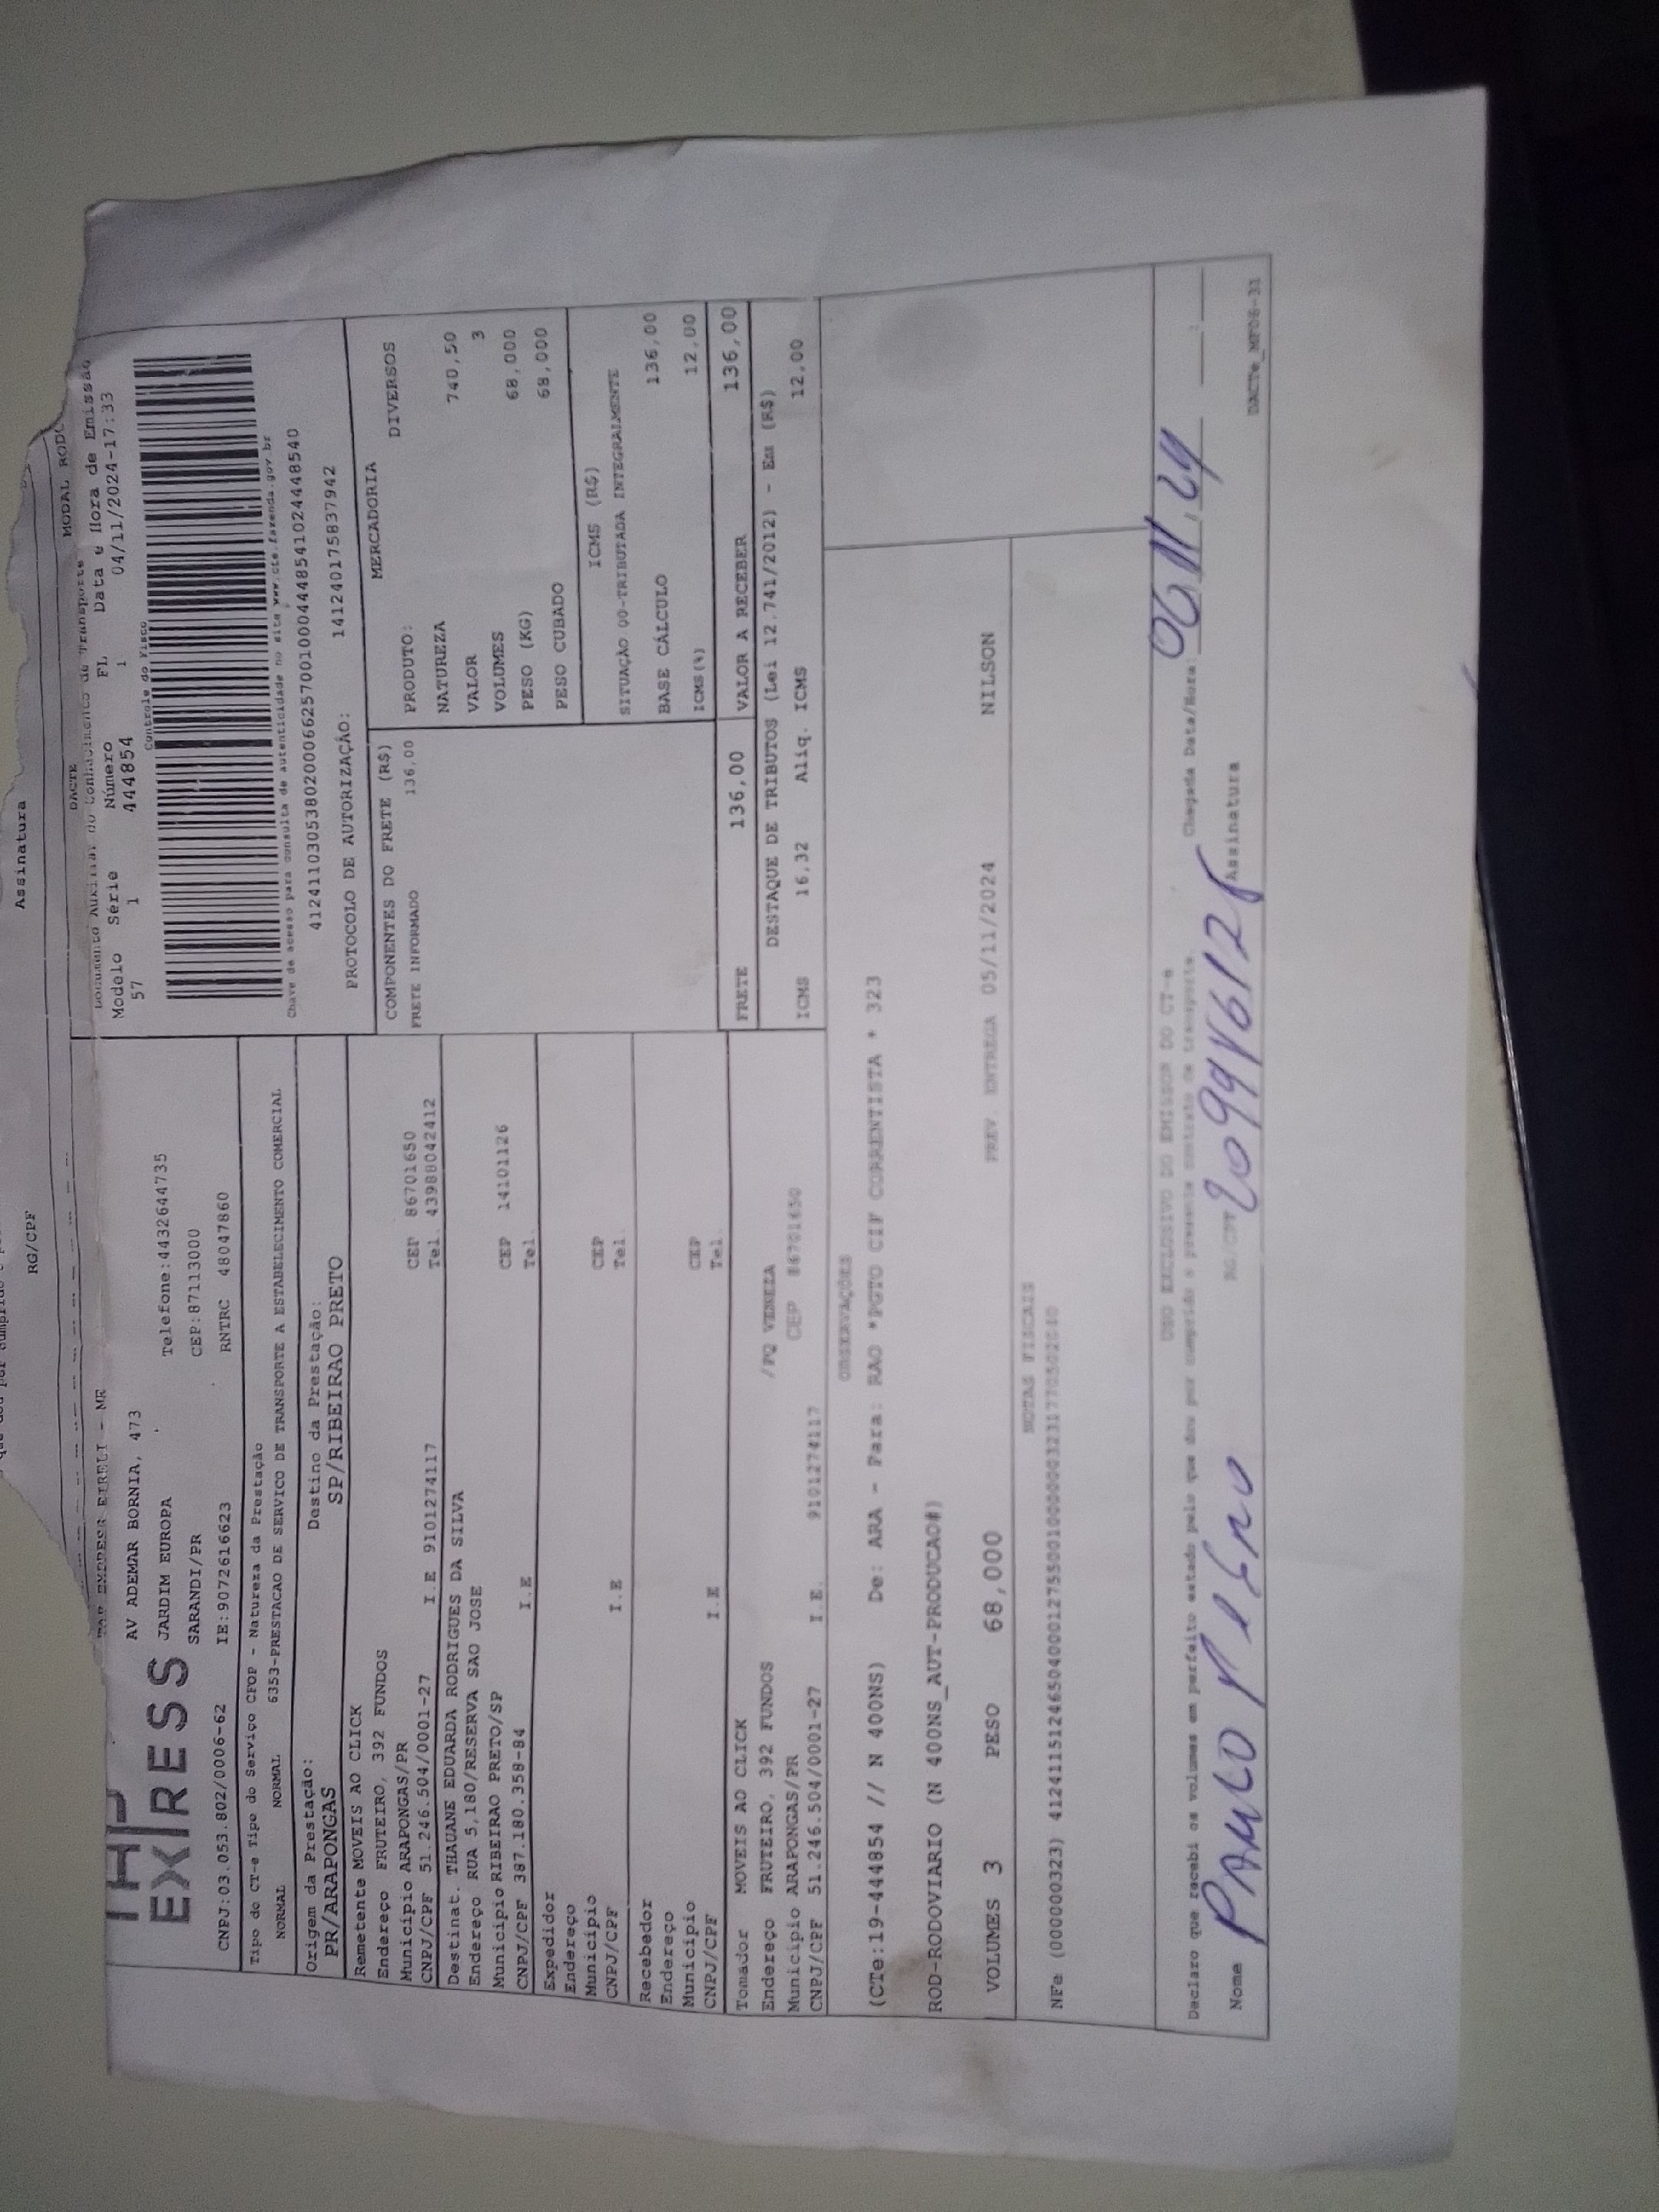 Assinatura
RG/CPF
THP
EXPRESS
EXPRESS EIRELI - ME
AV ADEMAR BORNIA, 473
JARDIM EUROPA Telefone:4432644735
SARANDI/PR CEP:87113000
CNPJ:03.053.802/0006-62 IE:9072616623 RNTRC 48047860
DACTE MODAL RODO
Documento Auxiliar do Conhecimento de Transporte
Modelo Série Número FL Data e Hora de Emissão
57 1 444854 1 04/11/2024-17:33
Controle do Fisco
Chave de acesso para consulta de autenticidade no site www.cte.fazenda.gov.br
41241103053802000662570010004448541024448540
PROTOCOLO DE AUTORIZAÇÃO: 141240175837942
Tipo do CT-e Tipo do Serviço CFOP - Natureza da Prestação
NORMAL NORMAL 6353-PRESTACAO DE SERVICO DE TRANSPORTE A ESTABELECIMENTO COMERCIAL
Origem da Prestação: Destino da Prestação:
PR/ARAPONGAS SP/RIBEIRAO PRETO
Remetente MOVEIS AO CLICK
Endereço FRUTEIRO, 392 FUNDOS
Município ARAPONGAS/PR CEP 86701650
CNPJ/CPF 51.246.504/0001-27 I.E 9101274117 Tel. 43988042412
Destinat. THAUANE EDUARDA RODRIGUES DA SILVA
Endereço RUA 5,180/RESERVA SAO JOSE
Município RIBEIRAO PRETO/SP CEP 14101126
CNPJ/CPF 387.180.358-84 I.E Tel.
Expedidor
Endereço
Município CEP
CNPJ/CPF I.E Tel.
Recebedor
Endereço
Município CEP
CNPJ/CPF I.E Tel.
Tomador MOVEIS AO CLICK
Endereço FRUTEIRO, 392 FUNDOS /PQ VENEZA
Município ARAPONGAS/PR CEP 86701650
CNPJ/CPF 51.246.504/0001-27 I.E. 9101274117
COMPONENTES DO FRETE (R$)
FRETE INFORMADO 136,00
MERCADORIA
PRODUTO: DIVERSOS
NATUREZA
VALOR 740,50
VOLUMES 3
PESO (KG) 68,000
PESO CUBADO 68,000
ICMS (R$)
SITUAÇÃO 00-TRIBUTADA INTEGRALMENTE
BASE CÁLCULO 136,00
ICMS(%) 12,00
FRETE 136,00 VALOR A RECEBER 136,00
DESTAQUE DE TRIBUTOS (Lei 12.741/2012) - Em (R$)
ICMS 16,32 Aliq. ICMS 12,00
OBSERVAÇÕES
(CTe:19-444854 // N 400NS) De: ARA - Para: RAO *PGTO CIF CORRENTISTA * 323
ROD-RODOVIARIO (N 400NS_AUT-PRODUCAO#)
VOLUMES 3 PESO 68,000 PREV. ENTREGA 05/11/2024 NILSON
NOTAS FISCAIS
NFe (000000323)
USO EXCLUSIVO DO EMISSOR DO CT-e
Declaro que recebi os volumes em perfeito estado pelo que dou por cumprido o presente contrato de transporte. Chegada Data/Hora: 06/11/24 :
Nome PAULO RG/CPF Assinatura
DACTe_MF06-31